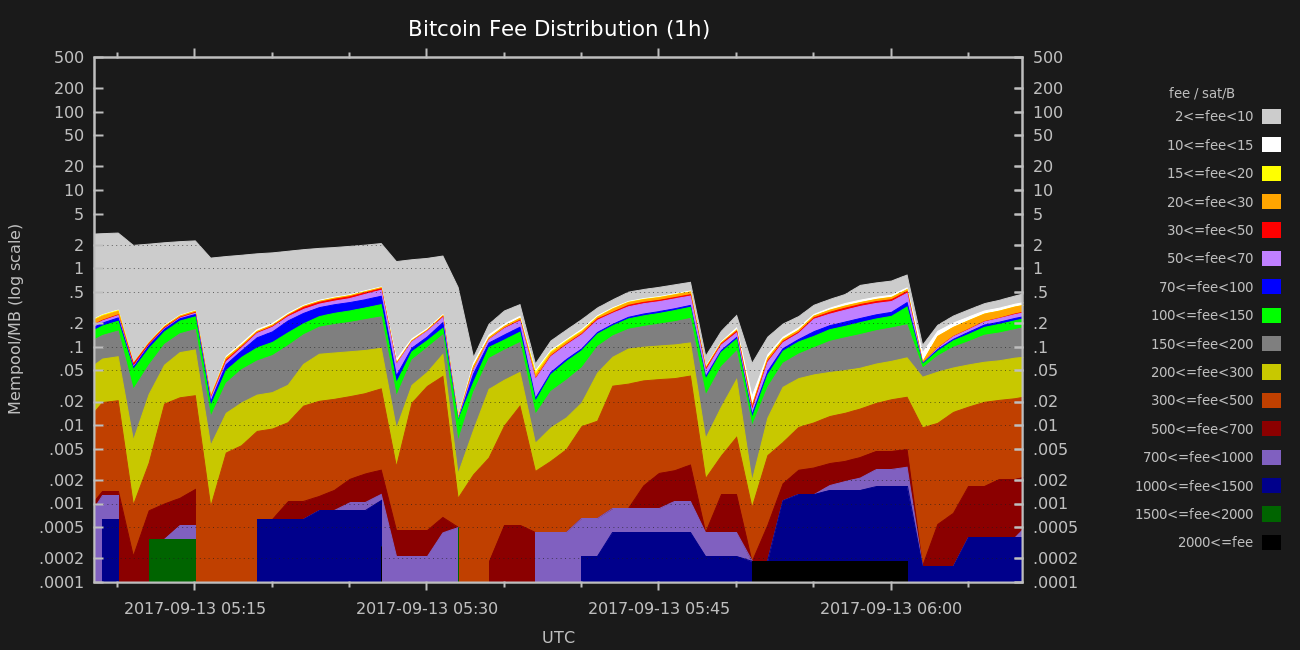 Bitcoin Fee Distribution (1h)
500 500
200 200
100 100
50 50
20 20
10 10
5 5
2 2
1 1
.5 .5
.2 .2
.1 .1
.05 .05
.02 .02
.01 .01
.005 .005
.002 .002
.001 .001
.0005 .0005
.0002 .0002
.0001 .0001
Mempool/MB (log scale)
2017-09-13 05:15 2017-09-13 05:30 2017-09-13 05:45 2017-09-13 06:00
UTC
fee / sat/B
2<=fee<10
10<=fee<15
15<=fee<20
20<=fee<30
30<=fee<50
50<=fee<70
70<=fee<100
100<=fee<150
150<=fee<200
200<=fee<300
300<=fee<500
500<=fee<700
700<=fee<1000
1000<=fee<1500
1500<=fee<2000
2000<=fee